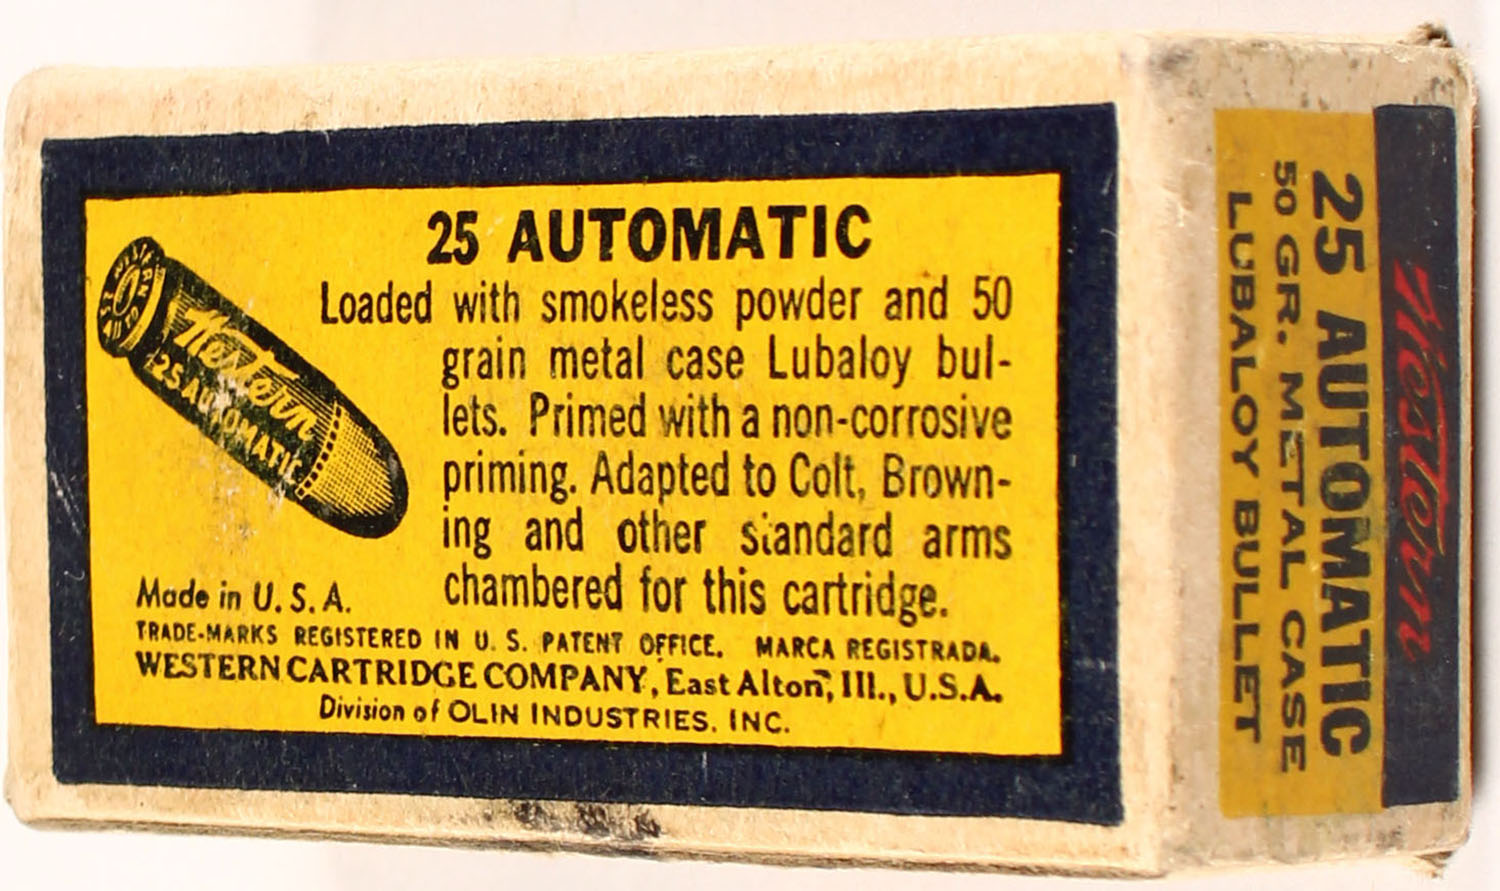 25 AUTOMATIC
Loaded with smokeless powder and 50
grain metal case Lubaloy bul-
lets. Primed with a non-corrosive
priming. Adapted to Colt, Brown-
ing and other standard arms
chambered for this cartridge.
WESTERN
Western
25 AUTOMATIC
Made in U. S. A.
TRADE-MARKS REGISTERED IN U. S. PATENT OFFICE. MARCA REGISTRADA.
WESTERN CARTRIDGE COMPANY, East Alton, Ill., U.S.A.
Division of OLIN INDUSTRIES, INC.
Western
25 AUTOMATIC
50 GR. METAL CASE
LUBALOY BULLET